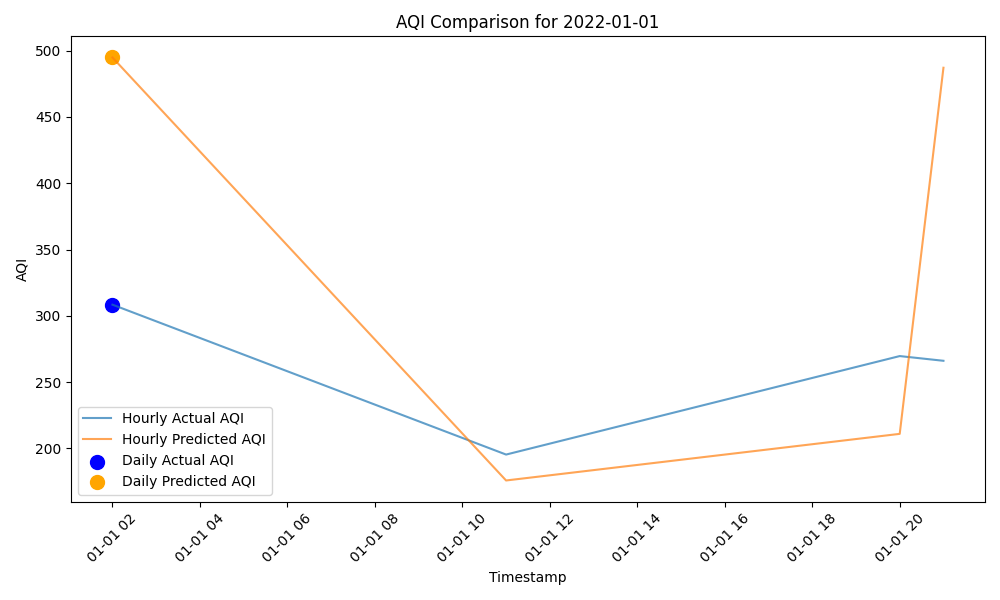 AQI Comparison for 2022-01-01
500
450
400
350
300
250
200
AQI
Hourly Actual AQI
Hourly Predicted AQI
Daily Actual AQI
Daily Predicted AQI
01-01 02
01-01 04
01-01 06
01-01 08
01-01 10
01-01 12
01-01 14
01-01 16
01-01 18
01-01 20
Timestamp